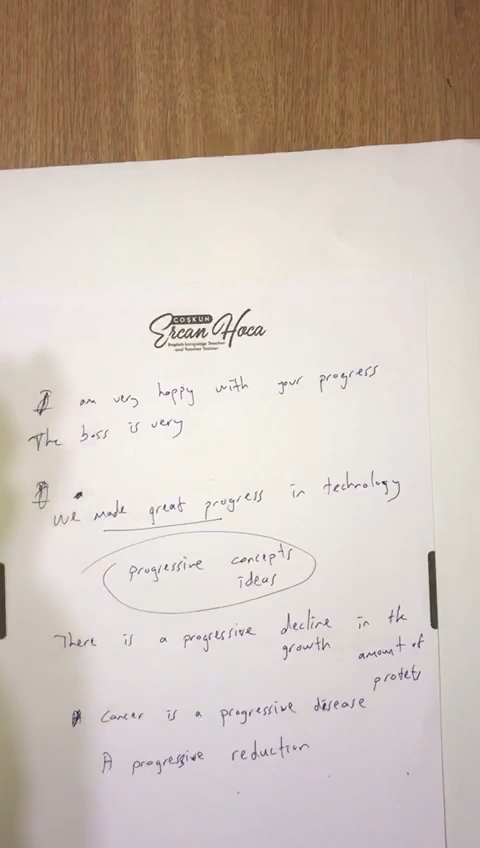 COŞKUN
Ercan Hoca
English Language Teacher
and Teacher Trainer
I am very happy with your progress
The boss is very
We made great progress in technology
progressive concepts
ideas
There is a progressive decline in the
growth amount of
Cancer is a progressive disease
A progressive reduction